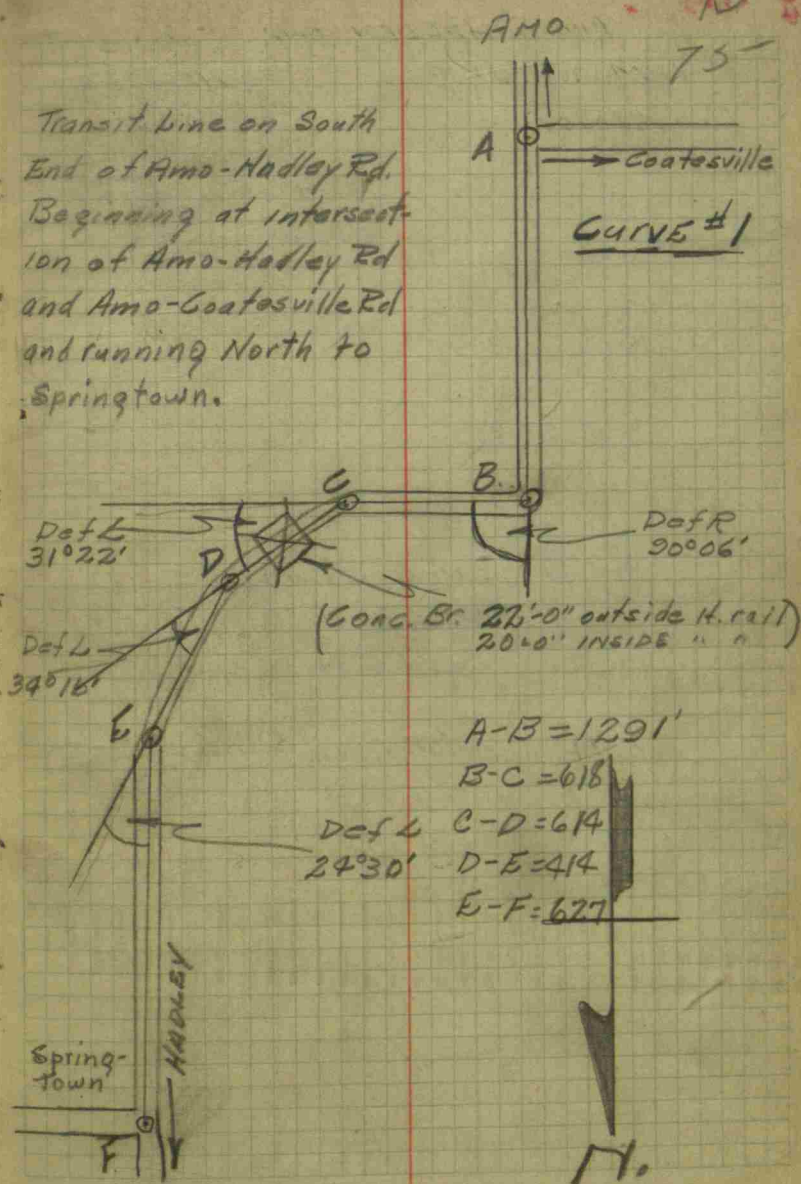 AMO
75
Transit Line on South
End of Amo-Hadley Rd.
Beginning at intersect-
ion of Amo-Hadley Rd
and Amo-Coatesville Rd
and running North to
Springtown.
A
Coatesville
CURVE #1
C
B
Def L
31°22'
D
Def R
90°06'
(Conc. Br. 22'-0" outside H. rail)
20'-0" INSIDE " "
Def L
E
A-B = 1291'
B-C = 618
C-D = 614
D-E = 414
E-F = 627
Def L
24°30'
HADLEY
Spring-
Town
F
N.